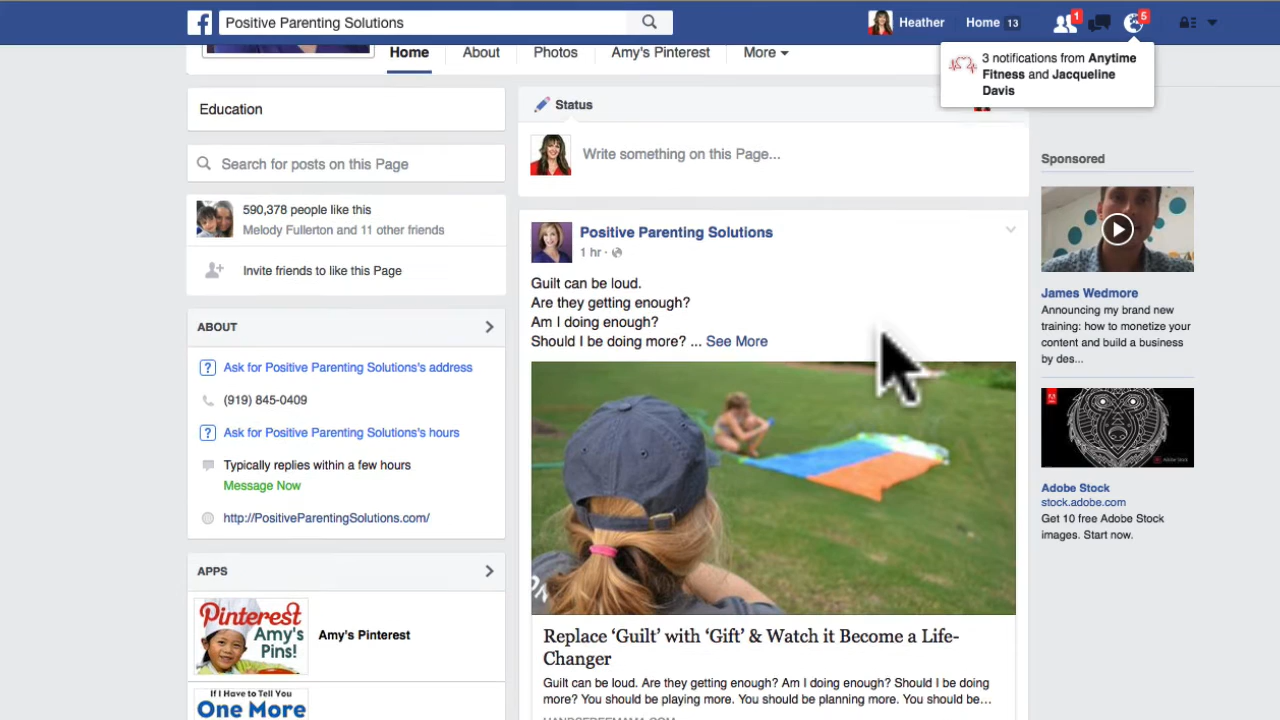 Positive Parenting Solutions
Heather
Home 13
1
5
3 notifications from Anytime
Fitness and Jacqueline
Davis
Home
About
Photos
Amy's Pinterest
More
Education
Search for posts on this Page
590,378 people like this
Melody Fullerton and 11 other friends
Invite friends to like this Page
ABOUT
Ask for Positive Parenting Solutions's address
(919) 845-0409
Ask for Positive Parenting Solutions's hours
Typically replies within a few hours
Message Now
http://PositiveParentingSolutions.com/
APPS
Pinterest
Amy's
Pins!
Amy's Pinterest
If I Have to Tell You
One More
Status
Write something on this Page...
Positive Parenting Solutions
1 hr ·
Guilt can be loud.
Are they getting enough?
Am I doing enough?
Should I be doing more? ... See More
Replace ‘Guilt’ with ‘Gift’ & Watch it Become a Life-
Changer
Guilt can be loud. Are they getting enough? Am I doing enough? Should I be doing
more? You should be playing more. You should be planning more. You should be...
Sponsored
James Wedmore
Announcing my brand new
training: how to monetize your
content and build a business
by des...
Adobe Stock
Adobe Stock
stock.adobe.com
Get 10 free Adobe Stock
images. Start now.